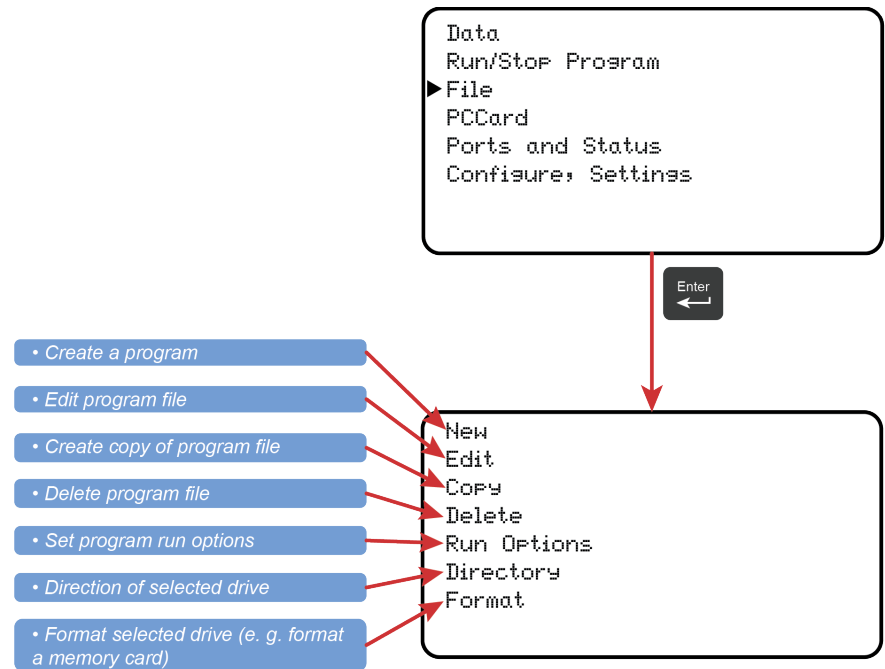 Data
Run/Stop Program
File
PCCard
Ports and Status
Configure, Settings
Enter
• Create a program
• Edit program file
• Create copy of program file
• Delete program file
• Set program run options
• Direction of selected drive
• Format selected drive (e. g. format
a memory card)
New
Edit
Copy
Delete
Run Options
Directory
Format